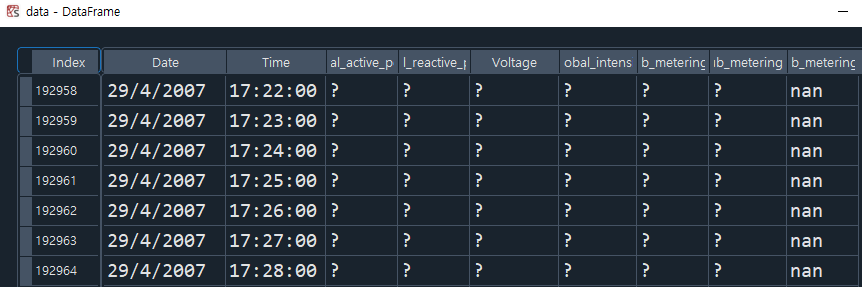 data - DataFrame
Index Date Time al_active_p l_reactive_p Voltage obal_intens b_metering ub_metering b_metering
192958 29/4/2007 17:22:00 ? ? ? ? ? ? nan
192959 29/4/2007 17:23:00 ? ? ? ? ? ? nan
192960 29/4/2007 17:24:00 ? ? ? ? ? ? nan
192961 29/4/2007 17:25:00 ? ? ? ? ? ? nan
192962 29/4/2007 17:26:00 ? ? ? ? ? ? nan
192963 29/4/2007 17:27:00 ? ? ? ? ? ? nan
192964 29/4/2007 17:28:00 ? ? ? ? ? ? nan